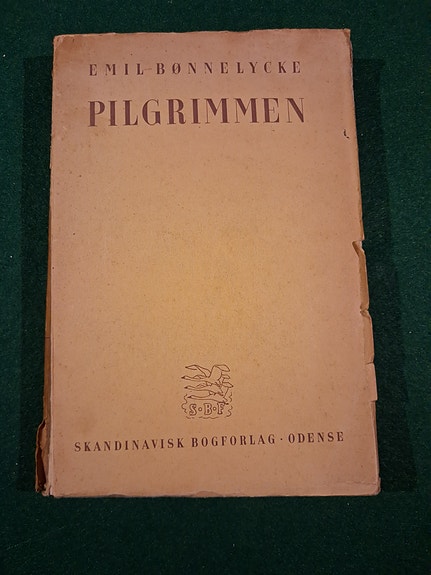 EMIL BØNNELYCKE
PILGRIMMEN
S·B·F
SKANDINAVISK BOGFORLAG · ODENSE